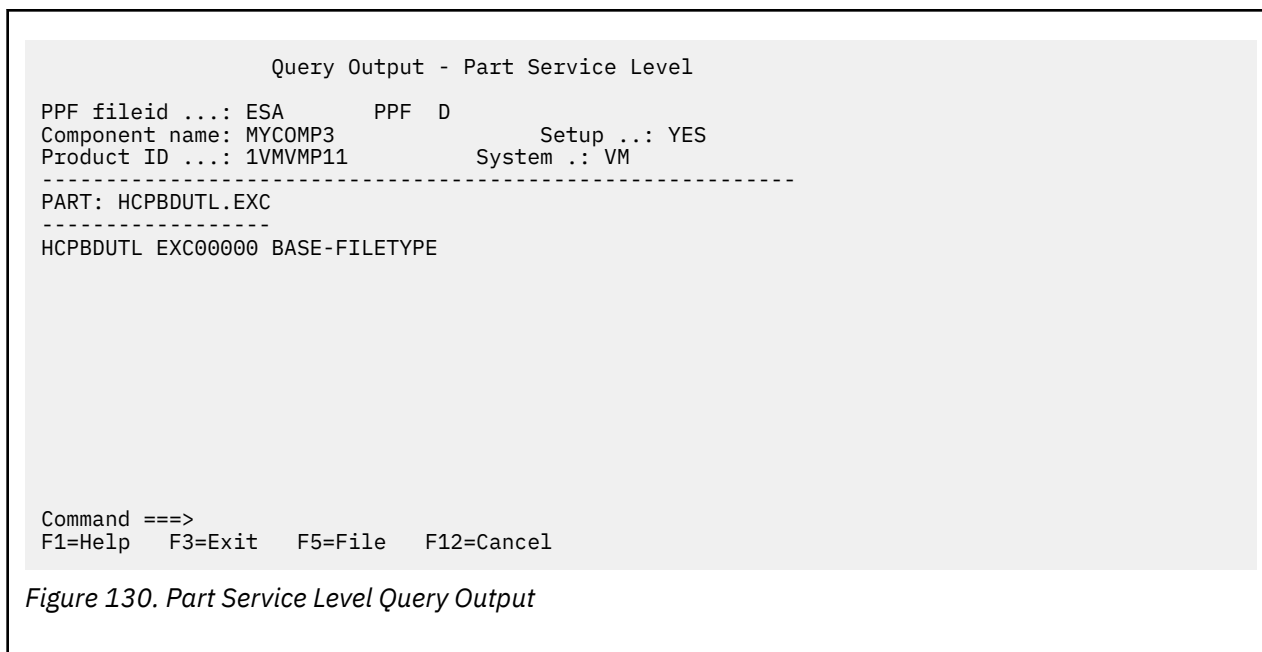 Query Output - Part Service Level
PPF fileid ...: ESA PPF D
Component name: MYCOMP3 Setup ..: YES
Product ID ...: 1VMVMP11 System .: VM
-----------------------------------------------------------
PART: HCPBDUTL.EXC
------------------
HCPBDUTL EXC00000 BASE-FILETYPE
Command ===>
F1=Help F3=Exit F5=File F12=Cancel
Figure 130. Part Service Level Query Output